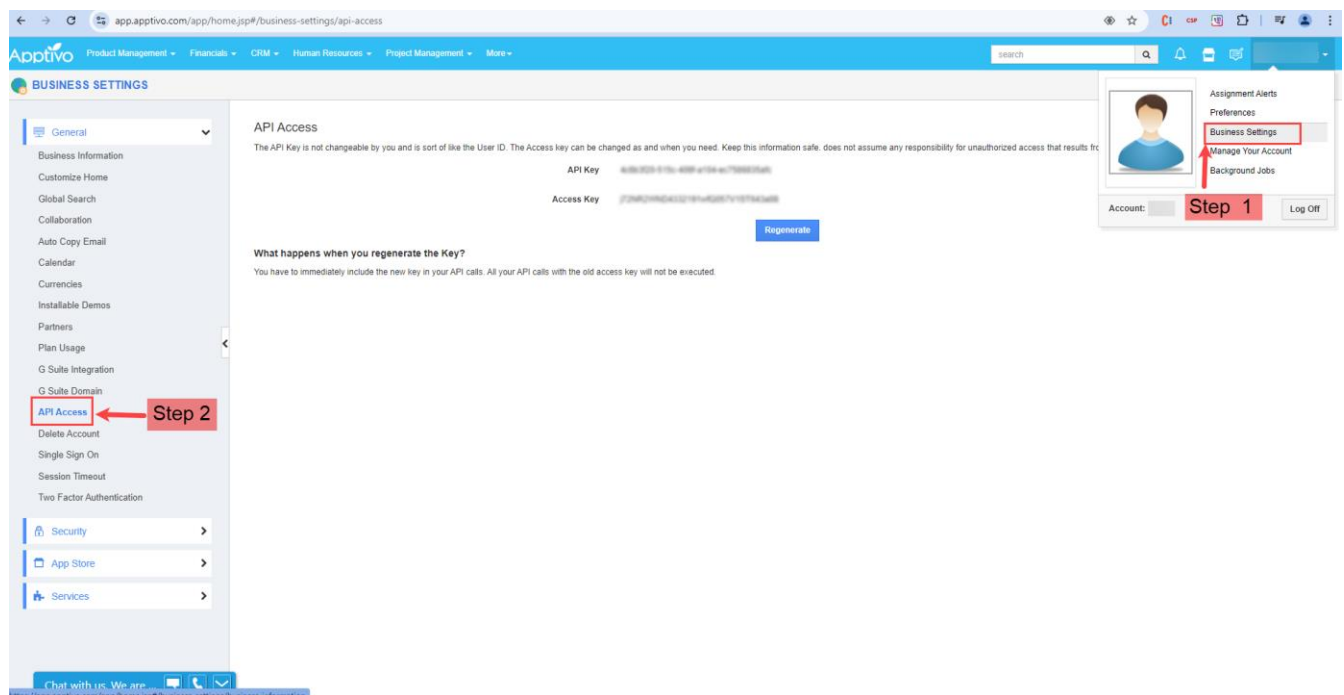 app.apptivo.com/app/home.jsp#/business-settings/api-access
Apptivo Product Management Financials CRM Human Resources Project Management More search
BUSINESS SETTINGS
General
Business Information
Customize Home
Global Search
Collaboration
Auto Copy Email
Calendar
Currencies
Installable Demos
Partners
Plan Usage
G Suite Integration
G Suite Domain
API Access
Step 2
Delete Account
Single Sign On
Session Timeout
Two Factor Authentication
Security
App Store
Services
Chat with us, We are
API Access
The API Key is not changeable by you and is sort of like the User ID. The Access key can be changed as and when you need. Keep this information safe. does not assume any responsibility for unauthorized access that results
API Key
Access Key
Regenerate
What happens when you regenerate the Key?
You have to immediately include the new key in your API calls. All your API calls with the old access key will not be executed.
Assignment Alerts
Preferences
Business Settings
Manage Your Account
Background Jobs
Account:
Step 1
Log Off